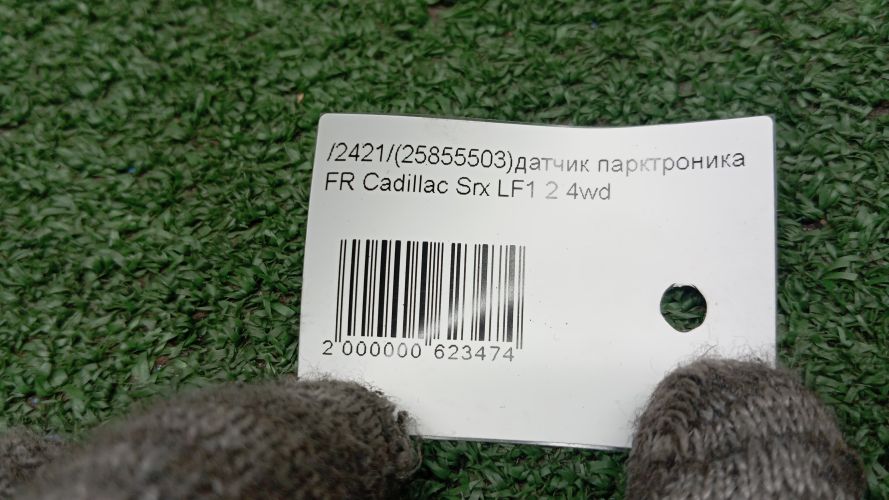 /2421/(25855503)датчик парктроника
FR Cadillac Srx LF1 2 4wd
2 000000 623474